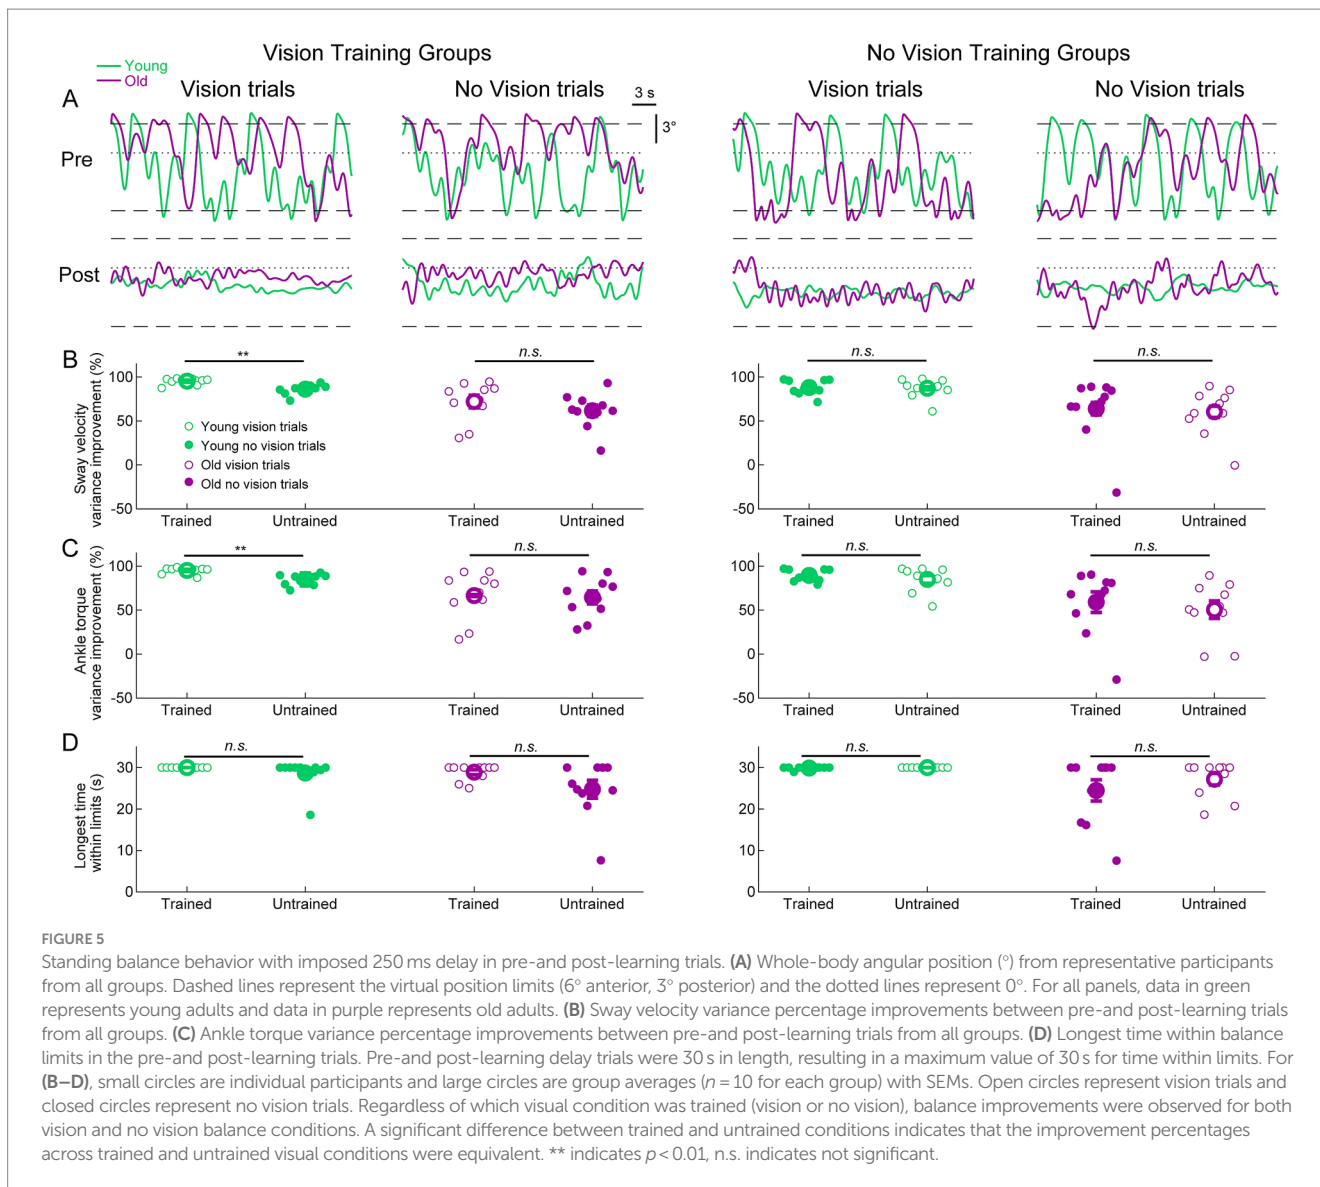 Vision Training Groups
No Vision Training Groups
Young
Old
Vision trials
No Vision trials
3 s
3°
Vision trials
No Vision trials
A
Pre
Post
B
Sway velocity
variance improvement (%)
100
50
0
-50
**
n.s.
n.s.
n.s.
Young vision trials
Young no vision trials
Old vision trials
Old no vision trials
Trained
Untrained
Trained
Untrained
Trained
Untrained
Trained
Untrained
C
Ankle torque
variance improvement (%)
100
50
0
-50
**
n.s.
n.s.
n.s.
Trained
Untrained
Trained
Untrained
Trained
Untrained
Trained
Untrained
D
Longest time
within limits (s)
30
20
10
0
n.s.
n.s.
n.s.
n.s.
Trained
Untrained
Trained
Untrained
Trained
Untrained
Trained
Untrained
FIGURE 5
Standing balance behavior with imposed 250 ms delay in pre-and post-learning trials. (A) Whole-body angular position (°) from representative participants
from all groups. Dashed lines represent the virtual position limits (6° anterior, 3° posterior) and the dotted lines represent 0°. For all panels, data in green
represents young adults and data in purple represents old adults. (B) Sway velocity variance percentage improvements between pre-and post-learning trials
from all groups. (C) Ankle torque variance percentage improvements between pre-and post-learning trials from all groups. (D) Longest time within balance
limits in the pre-and post-learning trials. Pre-and post-learning delay trials were 30 s in length, resulting in a maximum value of 30 s for time within limits. For
(B–D), small circles are individual participants and large circles are group averages (n = 10 for each group) with SEMs. Open circles represent vision trials and
closed circles represent no vision trials. Regardless of which visual condition was trained (vision or no vision), balance improvements were observed for both
vision and no vision balance conditions. A significant difference between trained and untrained conditions indicates that the improvement percentages
across trained and untrained visual conditions were equivalent. ** indicates p < 0.01, n.s. indicates not significant.